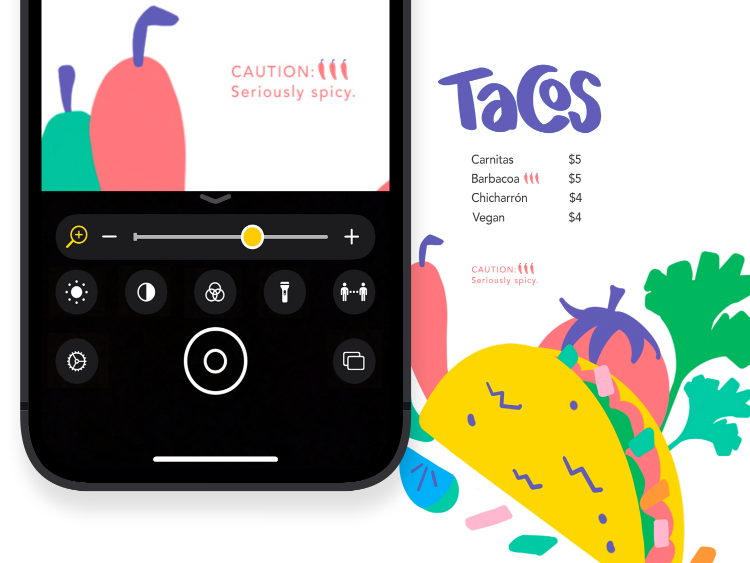 CAUTION:
Seriously spicy.
TaCos
Carnitas $5
Barbacoa $5
Chicharrón $4
Vegan $4
CAUTION:
Seriously spicy.